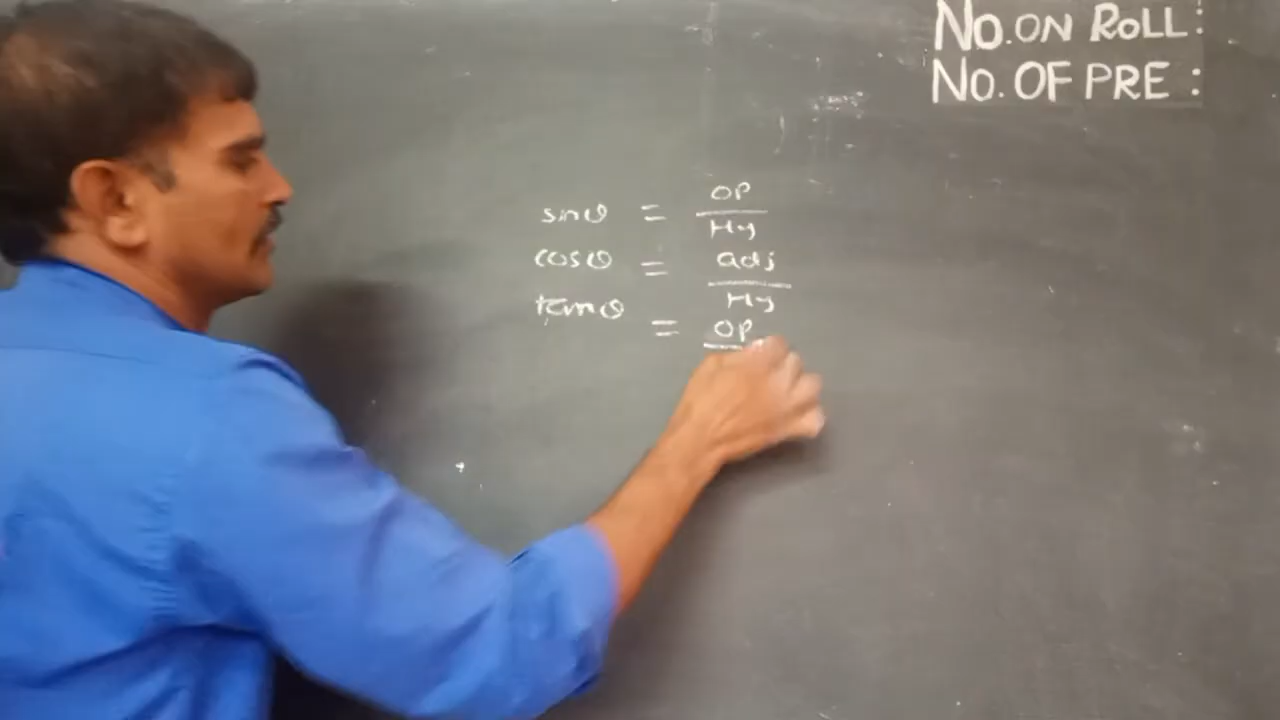 No. ON ROLL:
No. OF PRE :
sinθ = OP
Hy
cosθ = adj
Hy
tanθ = OP